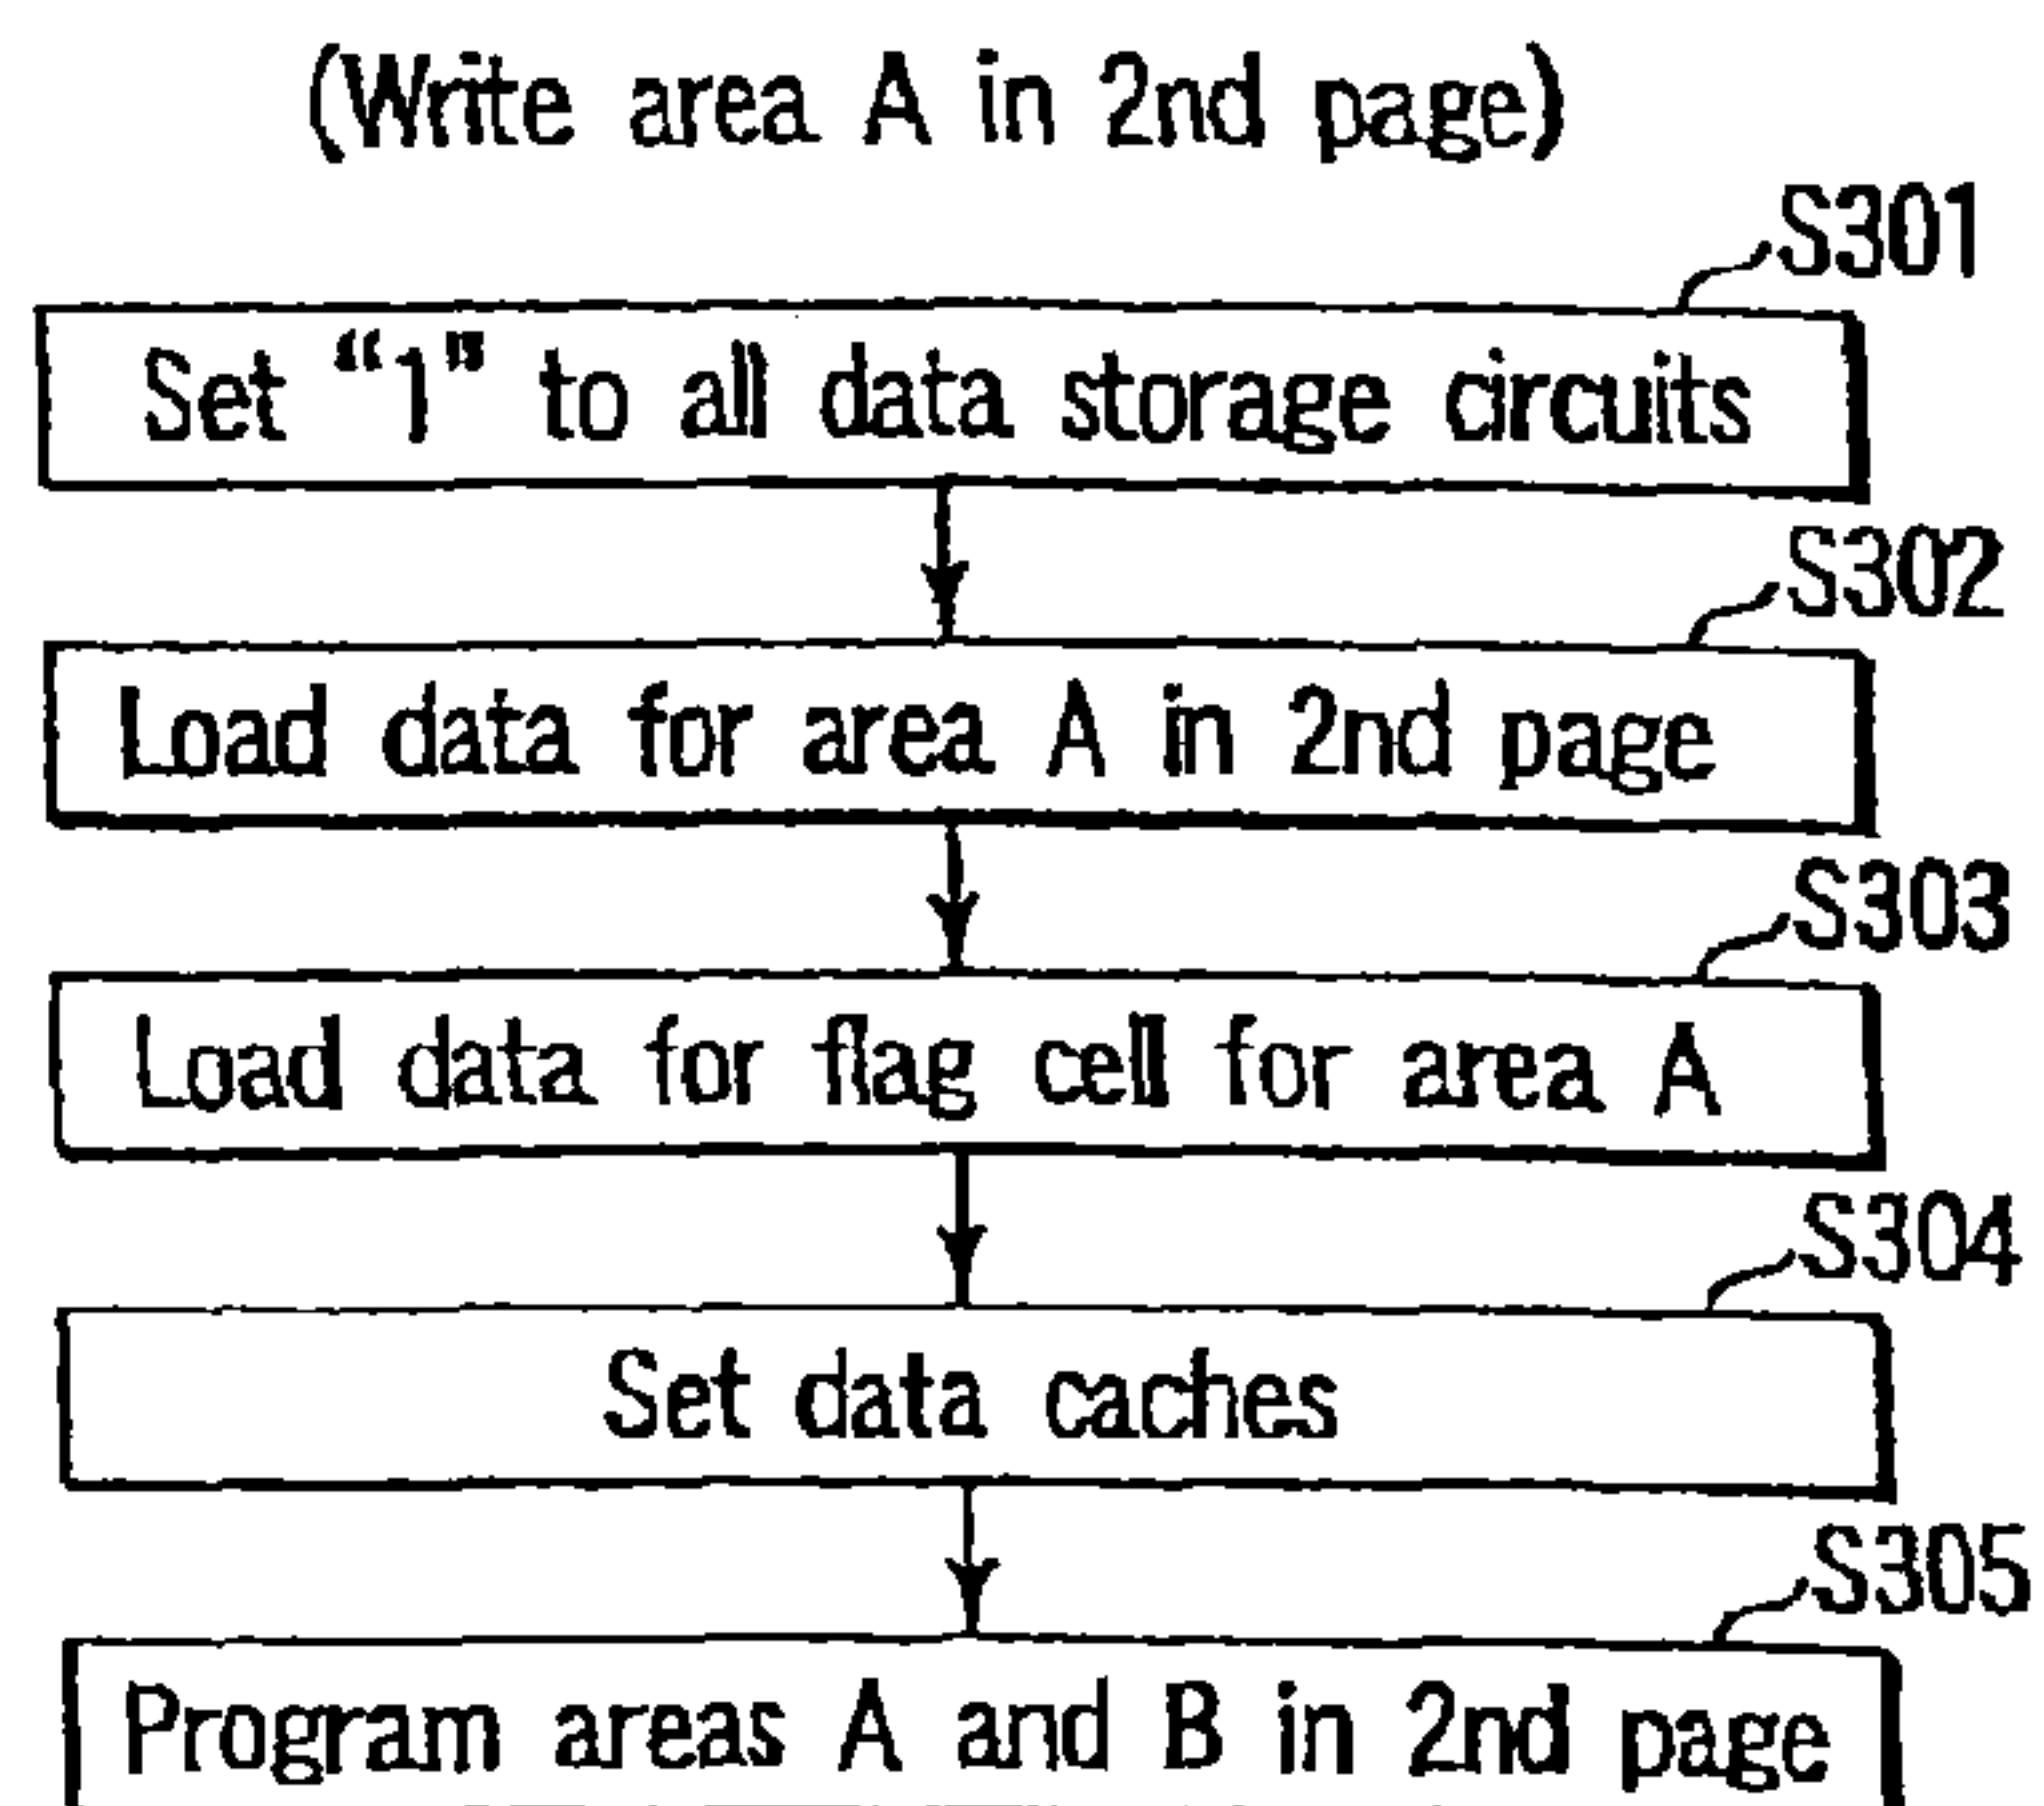 (Write area A in 2nd page)
S301
Set “1” to all data storage circuits
S302
Load data for area A in 2nd page
S303
Load data for flag cell for area A
S304
Set data caches
S305
Program areas A and B in 2nd page